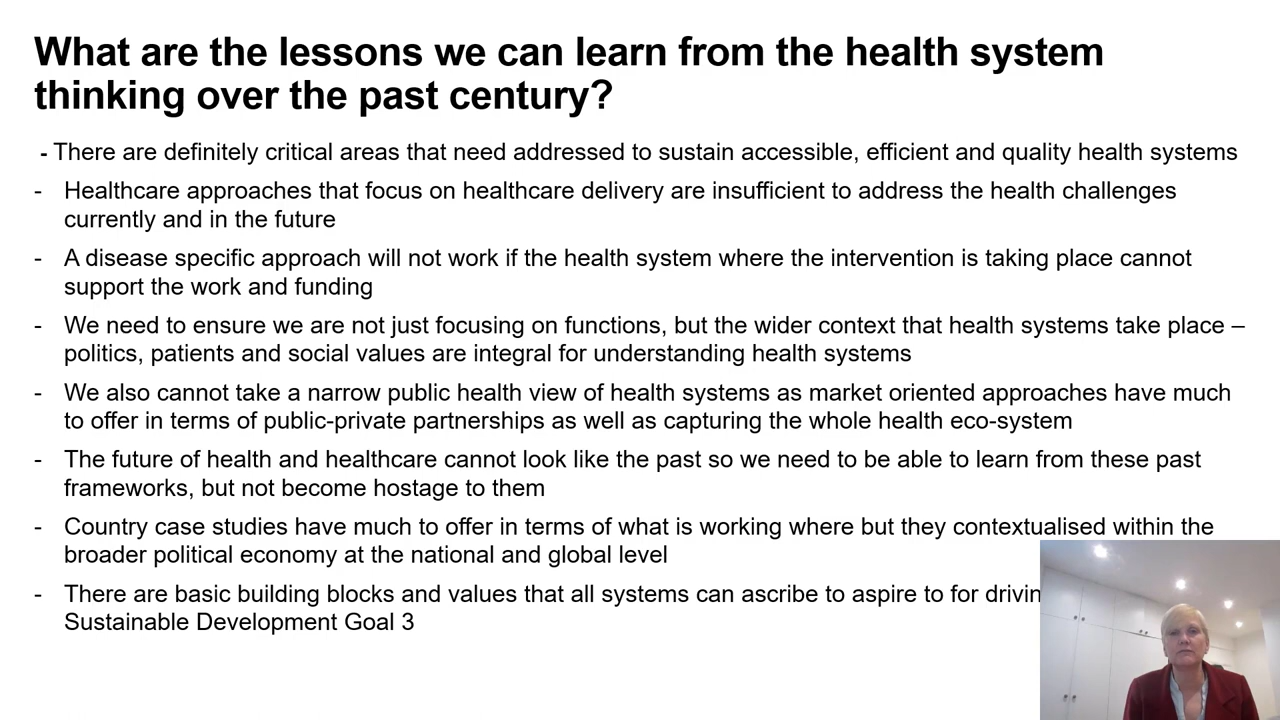 What are the lessons we can learn from the health system
thinking over the past century?
- There are definitely critical areas that need addressed to sustain accessible, efficient and quality health systems
- Healthcare approaches that focus on healthcare delivery are insufficient to address the health challenges
currently and in the future
- A disease specific approach will not work if the health system where the intervention is taking place cannot
support the work and funding
- We need to ensure we are not just focusing on functions, but the wider context that health systems take place –
politics, patients and social values are integral for understanding health systems
- We also cannot take a narrow public health view of health systems as market oriented approaches have much
to offer in terms of public-private partnerships as well as capturing the whole health eco-system
- The future of health and healthcare cannot look like the past so we need to be able to learn from these past
frameworks, but not become hostage to them
- Country case studies have much to offer in terms of what is working where but they contextualised within the
broader political economy at the national and global level
- There are basic building blocks and values that all systems can ascribe to aspire to for
Sustainable Development Goal 3